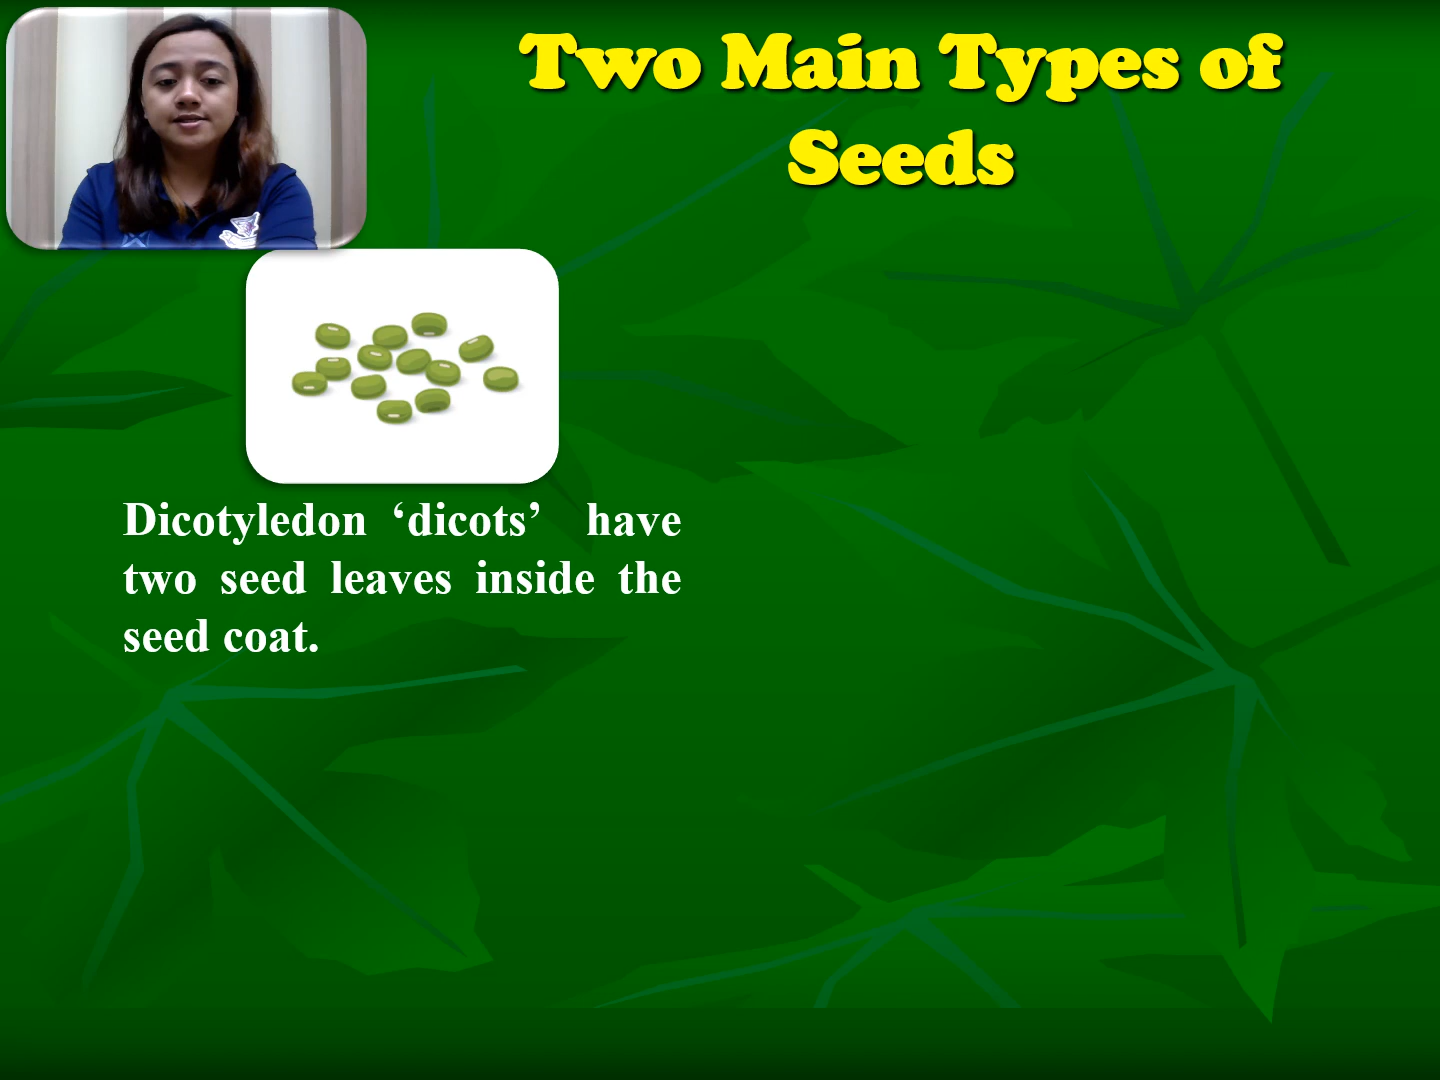 Two Main Types of
Seeds
Dicotyledon ‘dicots’ have
two seed leaves inside the
seed coat.